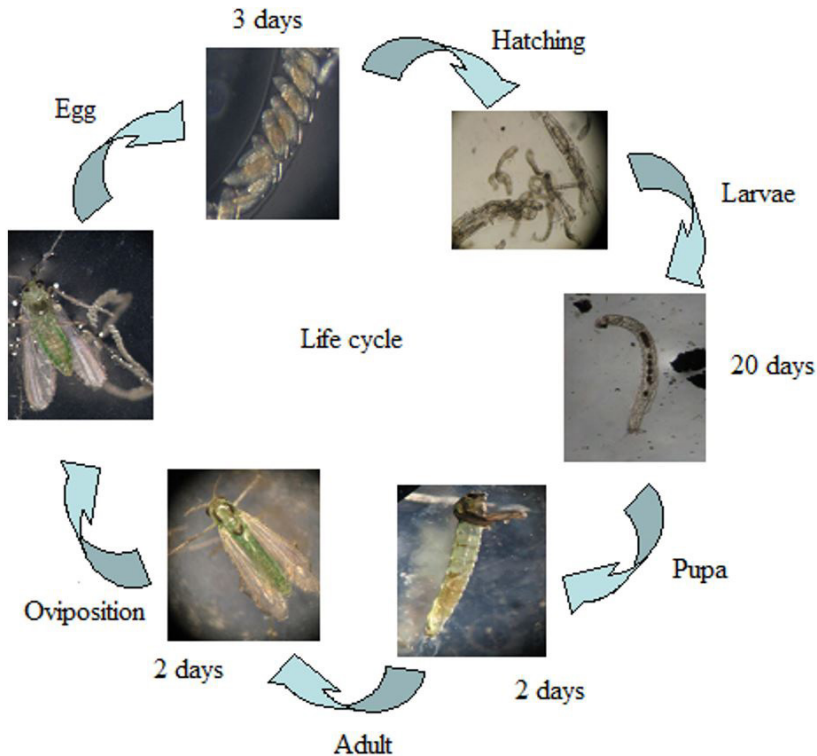 3 days
Hatching
Egg
Larvae
Life cycle
20 days
Pupa
Oviposition
2 days
2 days
Adult